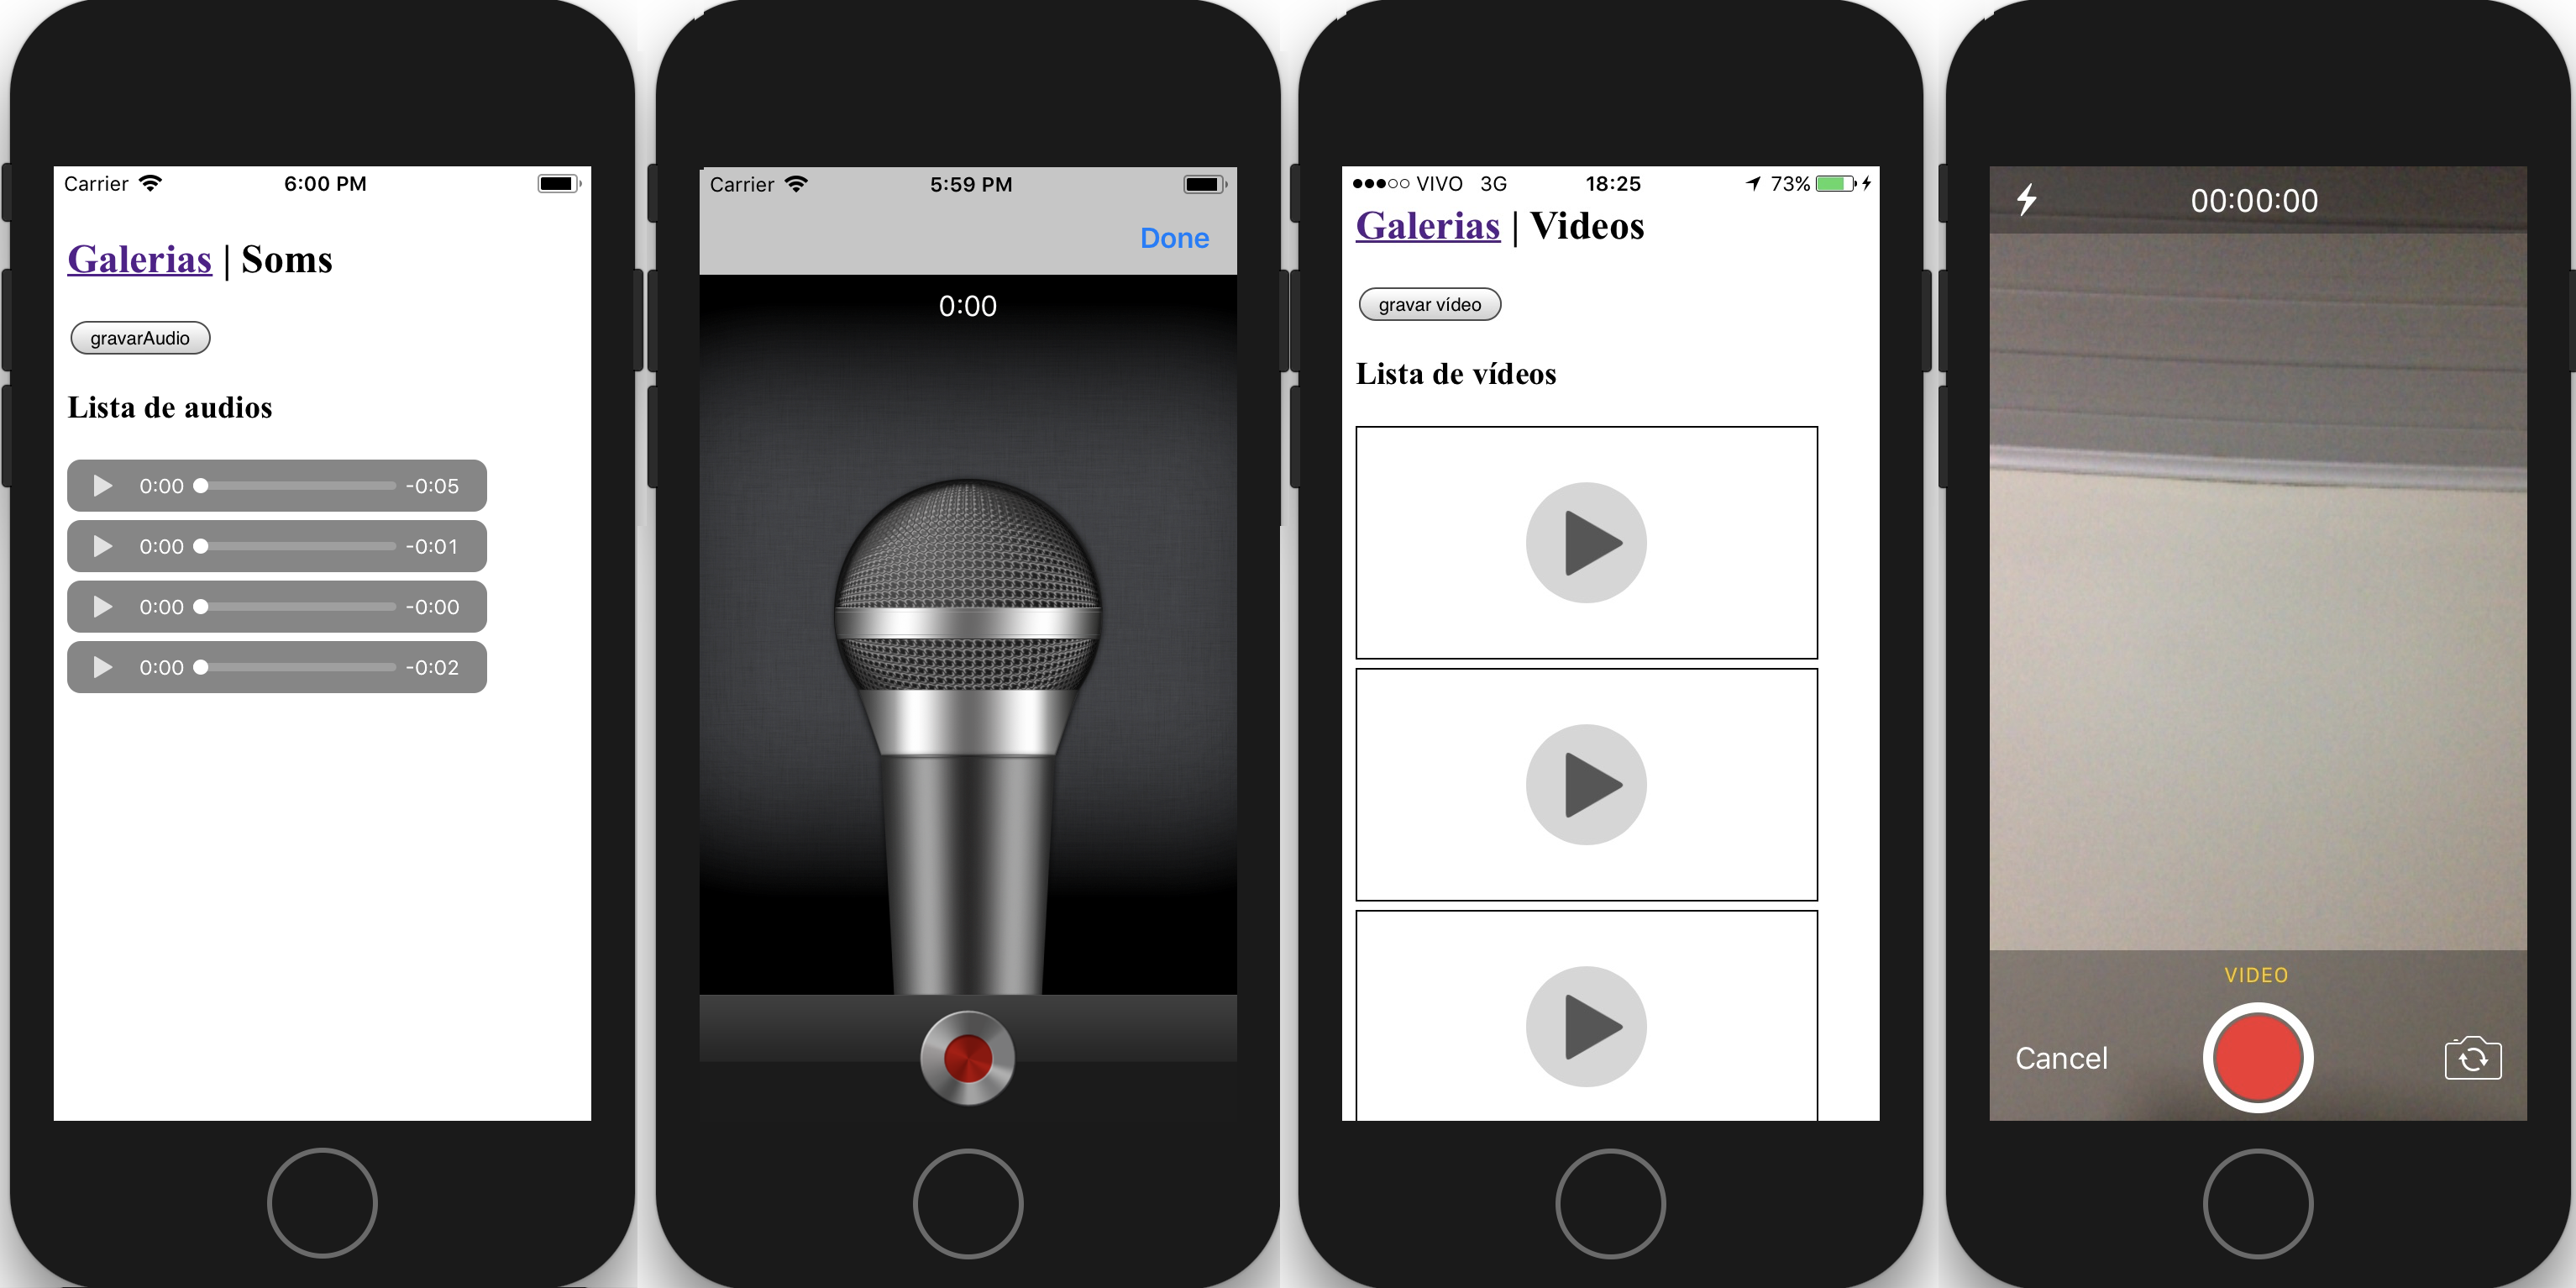 Carrier 6:00 PM
Galerias | Soms
gravarAudio
Lista de audios
0:00 -0:05
0:00 -0:01
0:00 -0:00
0:00 -0:02
Carrier 5:59 PM
Done
0:00
VIVO 3G 18:25 73%
Galerias | Videos
gravar vídeo
Lista de vídeos
00:00:00
VIDEO
Cancel